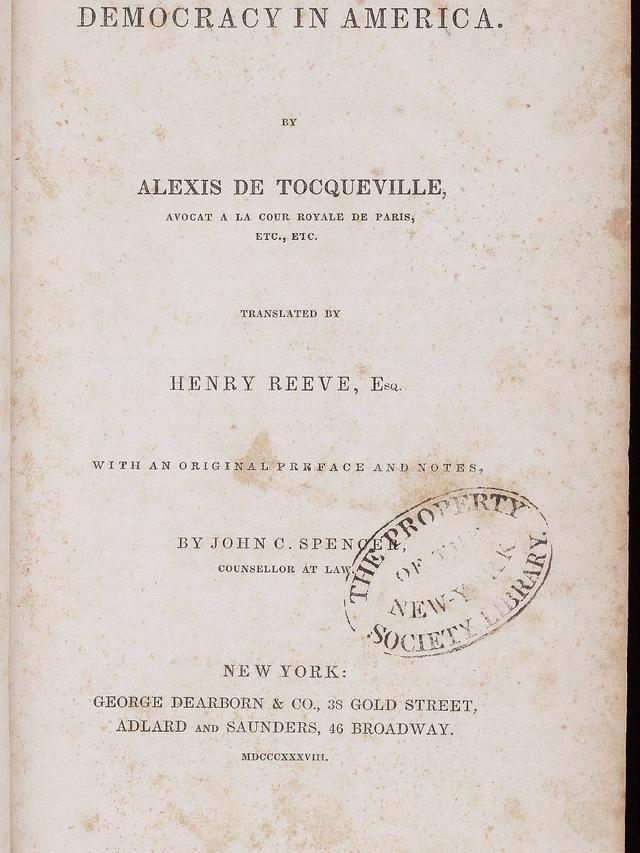 DEMOCRACY IN AMERICA.
BY
ALEXIS DE TOCQUEVILLE,
AVOCAT A LA COUR ROYALE DE PARIS,
ETC., ETC.
TRANSLATED BY
HENRY REEVE, Esq.
WITH AN ORIGINAL PREFACE AND NOTES,
BY JOHN C. SPENCER,
COUNSELLOR AT LAW.
THE PROPERTY
OF THE
NEW-YORK
SOCIETY LIBRARY.
NEW YORK:
GEORGE DEARBORN & CO., 38 GOLD STREET,
ADLARD AND SAUNDERS, 46 BROADWAY.
MDCCCXXXVIII.